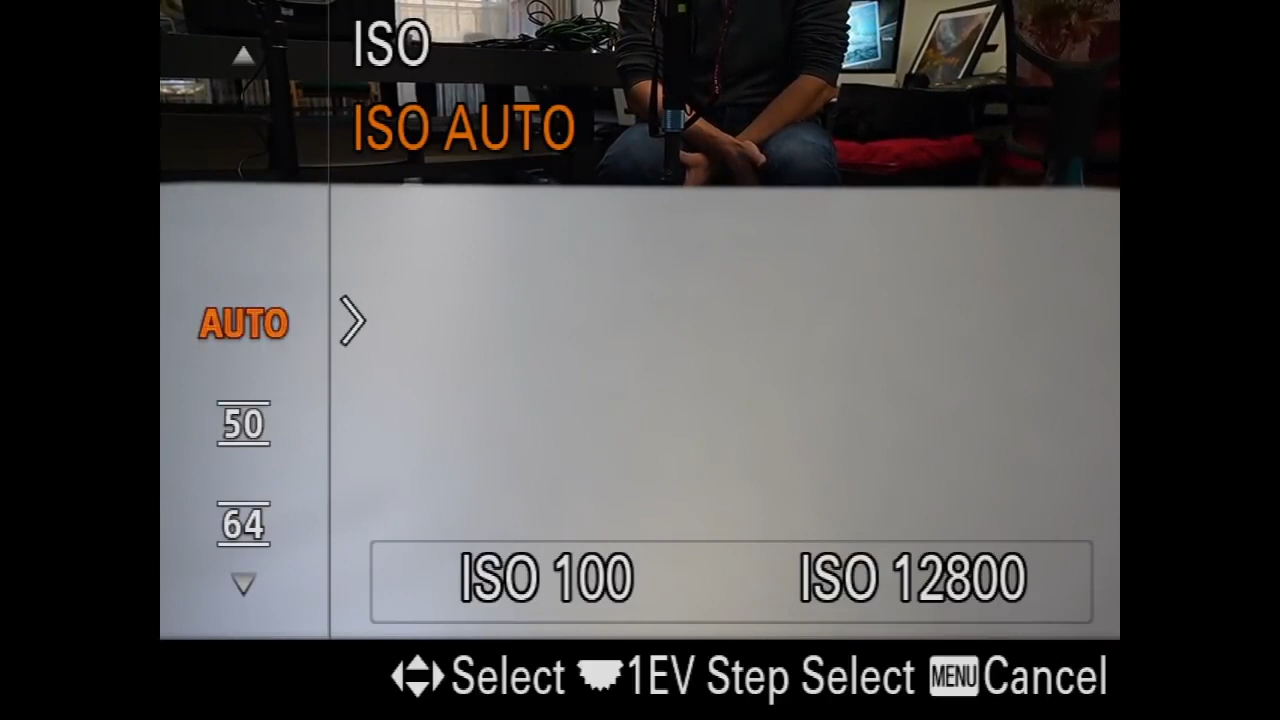 ISO
ISO AUTO
AUTO
50
64
ISO 100 ISO 12800
Select 1EV Step Select MENU Cancel